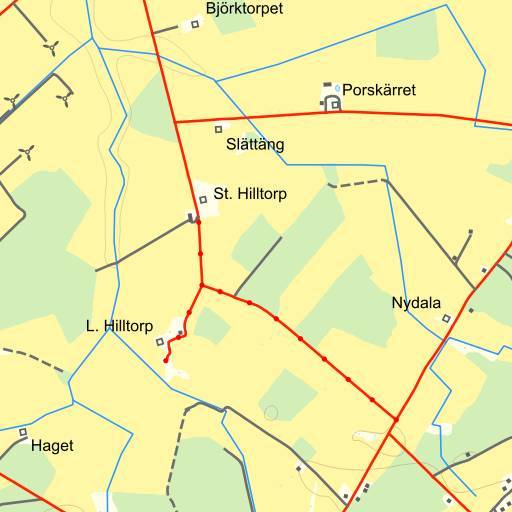 Björktorpet
Porskärret
Slättäng
St. Hilltorp
Nydala
L. Hilltorp
Haget